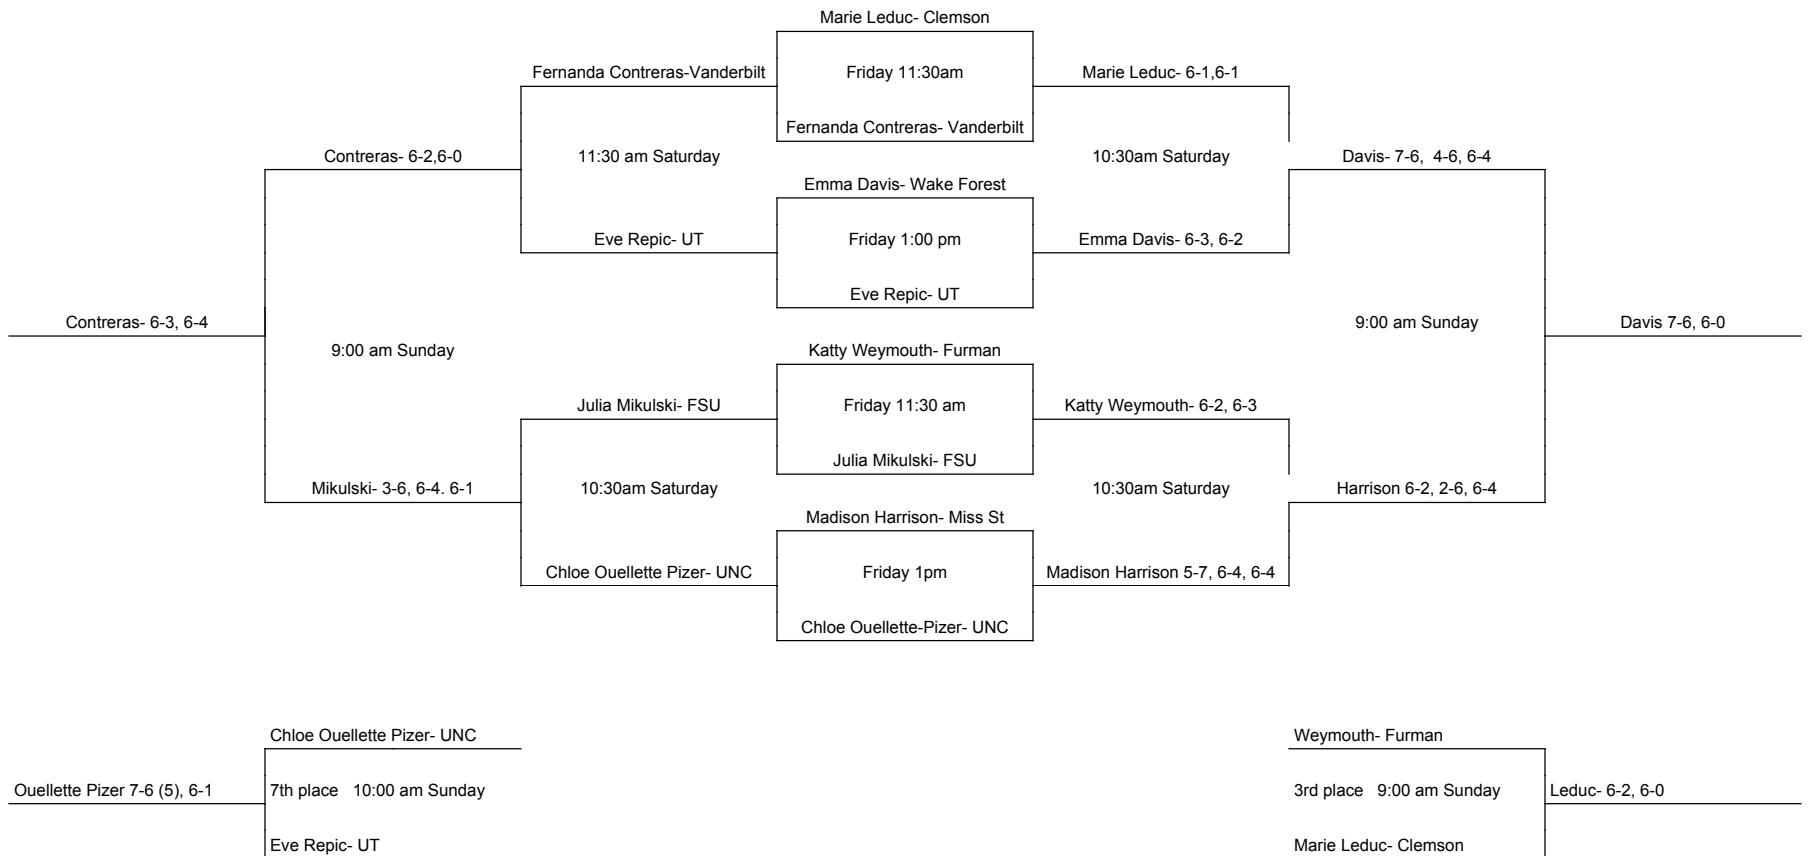 Marie Leduc- Clemson
Fernanda Contreras-Vanderbilt
Friday 11:30am
Marie Leduc- 6-1,6-1
Fernanda Contreras- Vanderbilt
Contreras- 6-2,6-0
11:30 am Saturday
10:30am Saturday
Davis- 7-6, 4-6, 6-4
Emma Davis- Wake Forest
Eve Repic- UT
Friday 1:00 pm
Emma Davis- 6-3, 6-2
Eve Repic- UT
Contreras- 6-3, 6-4
9:00 am Sunday
Davis 7-6, 6-0
9:00 am Sunday
Katty Weymouth- Furman
Julia Mikulski- FSU
Friday 11:30 am
Katty Weymouth- 6-2, 6-3
Julia Mikulski- FSU
Mikulski- 3-6, 6-4. 6-1
10:30am Saturday
10:30am Saturday
Harrison 6-2, 2-6, 6-4
Madison Harrison- Miss St
Chloe Ouellette Pizer- UNC
Friday 1pm
Madison Harrison 5-7, 6-4, 6-4
Chloe Ouellette-Pizer- UNC
Chloe Ouellette Pizer- UNC
Weymouth- Furman
Ouellette Pizer 7-6 (5), 6-1
7th place 10:00 am Sunday
3rd place 9:00 am Sunday
Leduc- 6-2, 6-0
Eve Repic- UT
Marie Leduc- Clemson